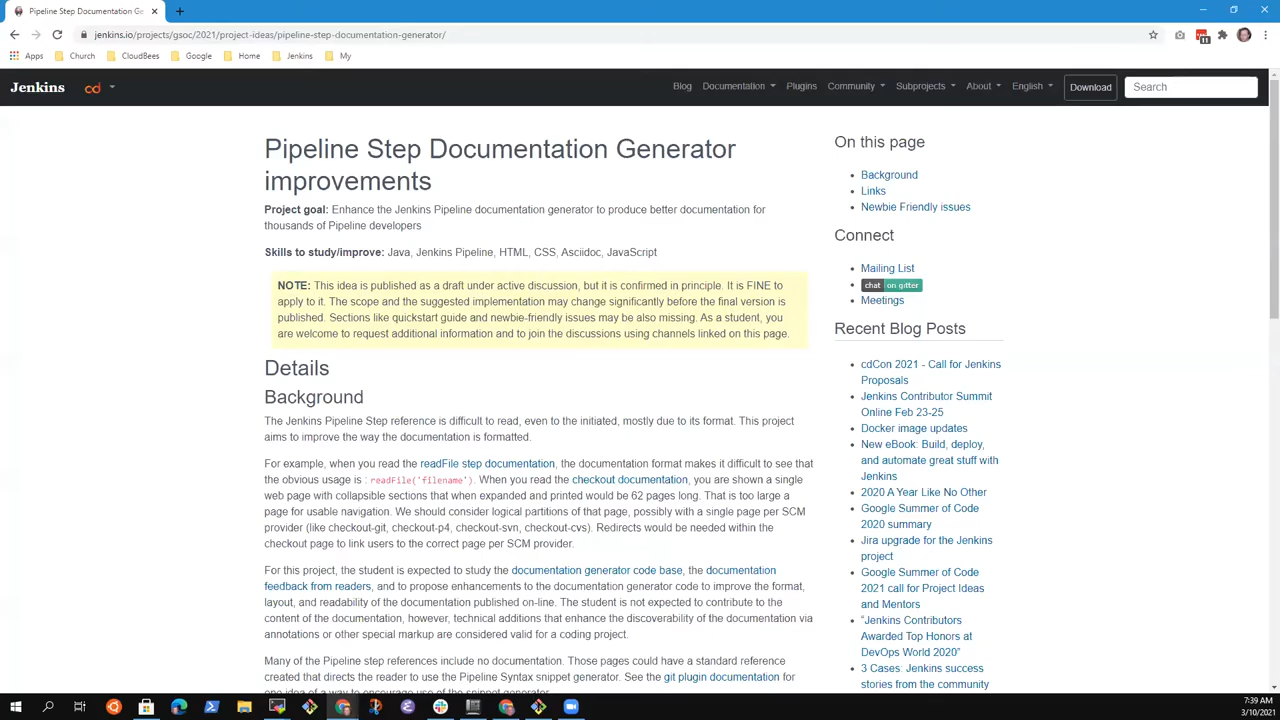 Pipeline Step Documentation Ge
jenkins.io/projects/gsoc/2021/project-ideas/pipeline-step-documentation-generator/
11
Apps Church CloudBees Google Home Jenkins My
Jenkins cd Blog Documentation Plugins Community Subprojects About English Download Search
Pipeline Step Documentation Generator
improvements
Project goal: Enhance the Jenkins Pipeline documentation generator to produce better documentation for
thousands of Pipeline developers
Skills to study/improve: Java, Jenkins Pipeline, HTML, CSS, Asciidoc, JavaScript
NOTE: This idea is published as a draft under active discussion, but it is confirmed in principle. It is FINE to
apply to it. The scope and the suggested implementation may change significantly before the final version is
published. Sections like quickstart guide and newbie-friendly issues may be also missing. As a student, you
are welcome to request additional information and to join the discussions using channels linked on this page.
Details
Background
The Jenkins Pipeline Step reference is difficult to read, even to the initiated, mostly due to its format. This project
aims to improve the way the documentation is formatted.
For example, when you read the readFile step documentation, the documentation format makes it difficult to see that
the obvious usage is : readFile('filename'). When you read the checkout documentation, you are shown a single
web page with collapsible sections that when expanded and printed would be 62 pages long. That is too large a
page for usable navigation. We should consider logical partitions of that page, possibly with a single page per SCM
provider (like checkout-git, checkout-p4, checkout-svn, checkout-cvs). Redirects would be needed within the
checkout page to link users to the correct page per SCM provider.
For this project, the student is expected to study the documentation generator code base, the documentation
feedback from readers, and to propose enhancements to the documentation generator code to improve the format,
layout, and readability of the documentation published on-line. The student is not expected to contribute to the
content of the documentation, however, technical additions that enhance the discoverability of the documentation via
annotations or other special markup are considered valid for a coding project.
Many of the Pipeline step references include no documentation. Those pages could have a standard reference
created that directs the reader to use the Pipeline Syntax snippet generator. See the git plugin documentation for
one idea of a way to encourage use of the snippet generator.
On this page
Background
Links
Newbie Friendly issues
Connect
Mailing List
chat on gitter
Meetings
Recent Blog Posts
cdCon 2021 - Call for Jenkins
Proposals
Jenkins Contributor Summit
Online Feb 23-25
Docker image updates
New eBook: Build, deploy,
and automate great stuff with
Jenkins
2020 A Year Like No Other
Google Summer of Code
2020 summary
Jira upgrade for the Jenkins
project
Google Summer of Code
2021 call for Project Ideas
and Mentors
"Jenkins Contributors
Awarded Top Honors at
DevOps World 2020"
3 Cases: Jenkins success
stories from the community
7:39 AM
3/10/2021